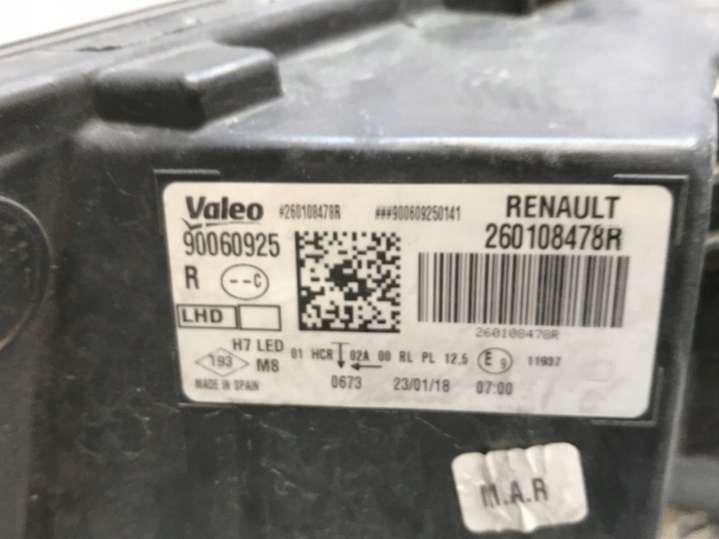 Valeo #260108478R ###900609250141 RENAULT
90060925 260108478R
R --C
LHD 260108478R
H7 LED 01 HCR 02A 00 RL PL 12,5 E9 11937
193 M8
MADE IN SPAIN 0673 23/01/18 07:00
M.A.R